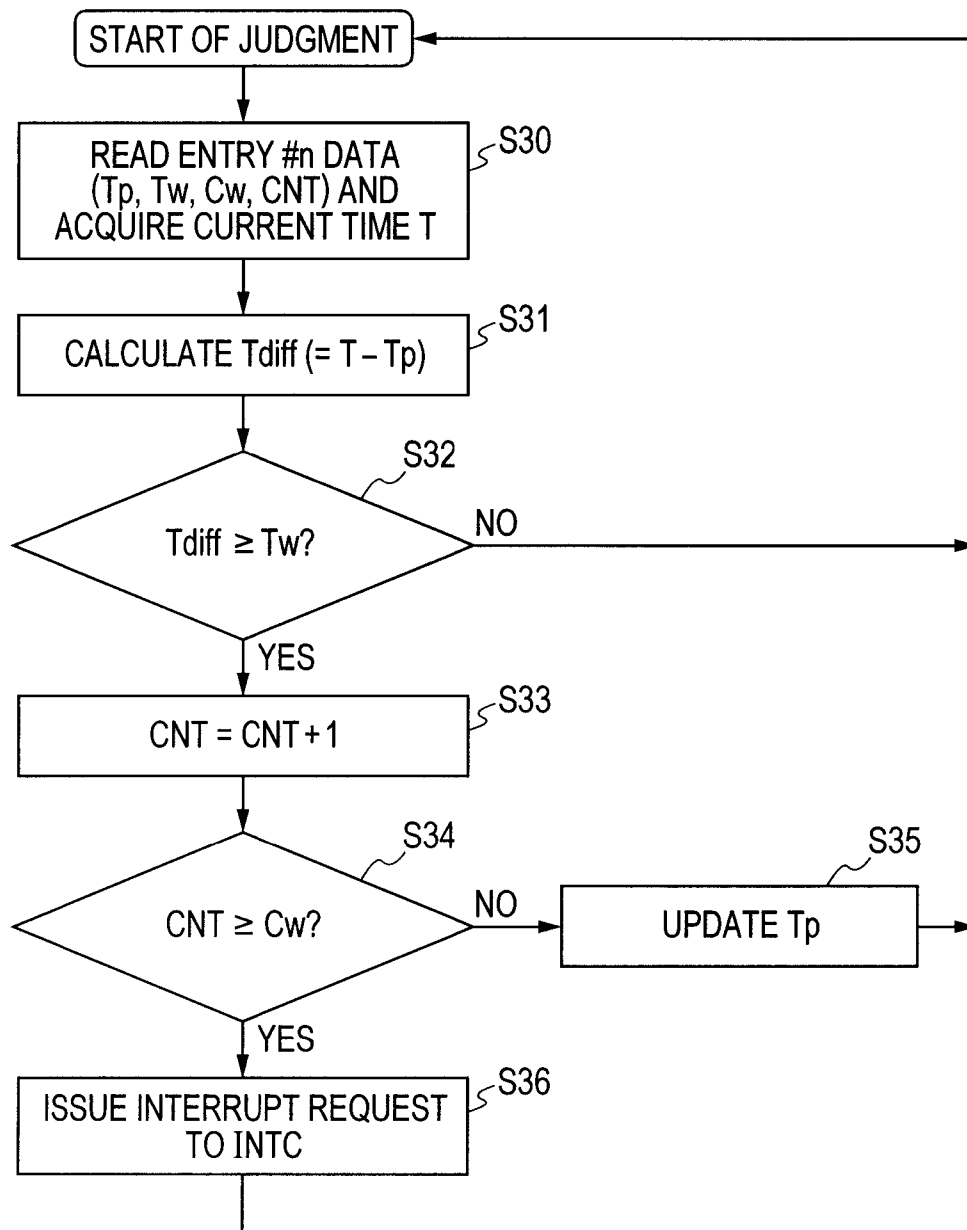 START OF JUDGMENT
READ ENTRY #n DATA
(Tp, Tw, Cw, CNT) AND
ACQUIRE CURRENT TIME T
S30
CALCULATE Tdiff (= T – Tp)
S31
Tdiff ≥ Tw?
S32
NO
YES
CNT = CNT + 1
S33
CNT ≥ Cw?
S34
NO
UPDATE Tp
S35
YES
ISSUE INTERRUPT REQUEST
TO INTC
S36